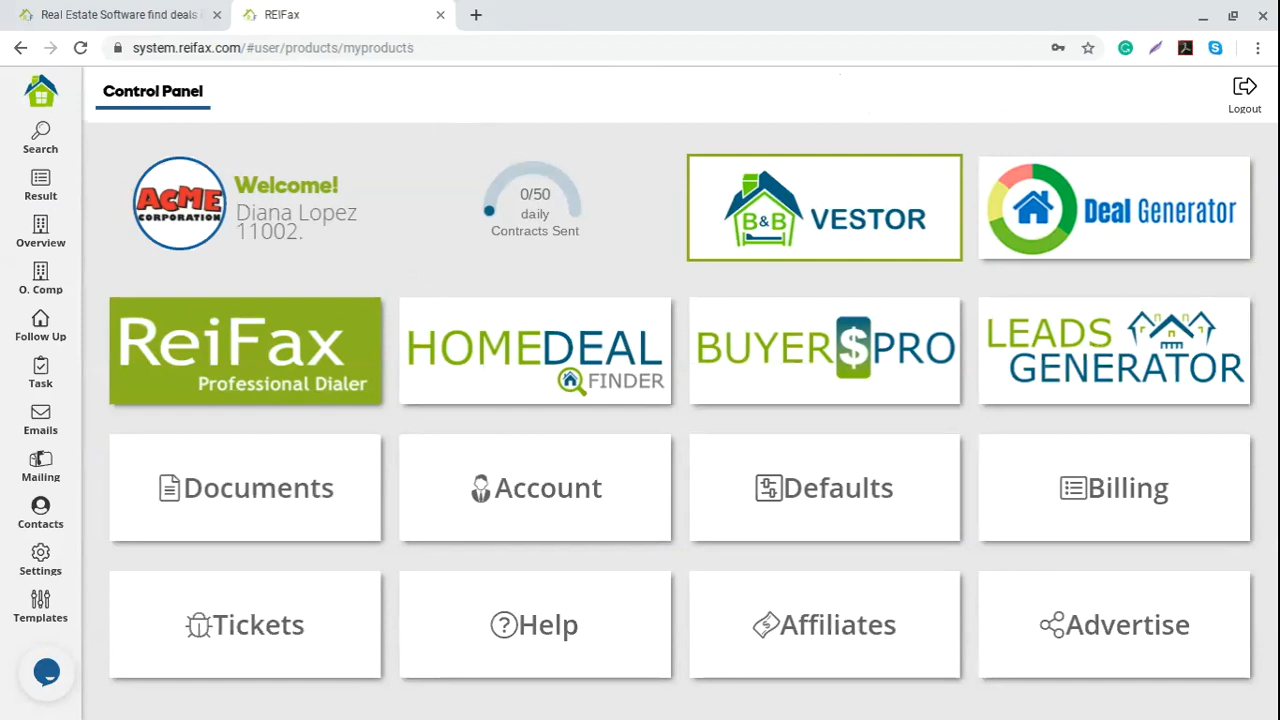 Real Estate Software find deals
REIFax
system.reifax.com/#user/products/myproducts
Control Panel
Logout
Search
Result
Overview
O. Comp
Follow Up
Task
Emails
Mailing
Contacts
Settings
Templates
ACME
CORPORATION
Welcome!
Diana Lopez
11002.
0/50
daily
Contracts Sent
B&B VESTOR
Deal Generator
ReiFax
Professional Dialer
HOMEDEAL
FINDER
BUYER$PRO
LEADS
GENERATOR
Documents
Account
Defaults
Billing
Tickets
Help
Affiliates
Advertise